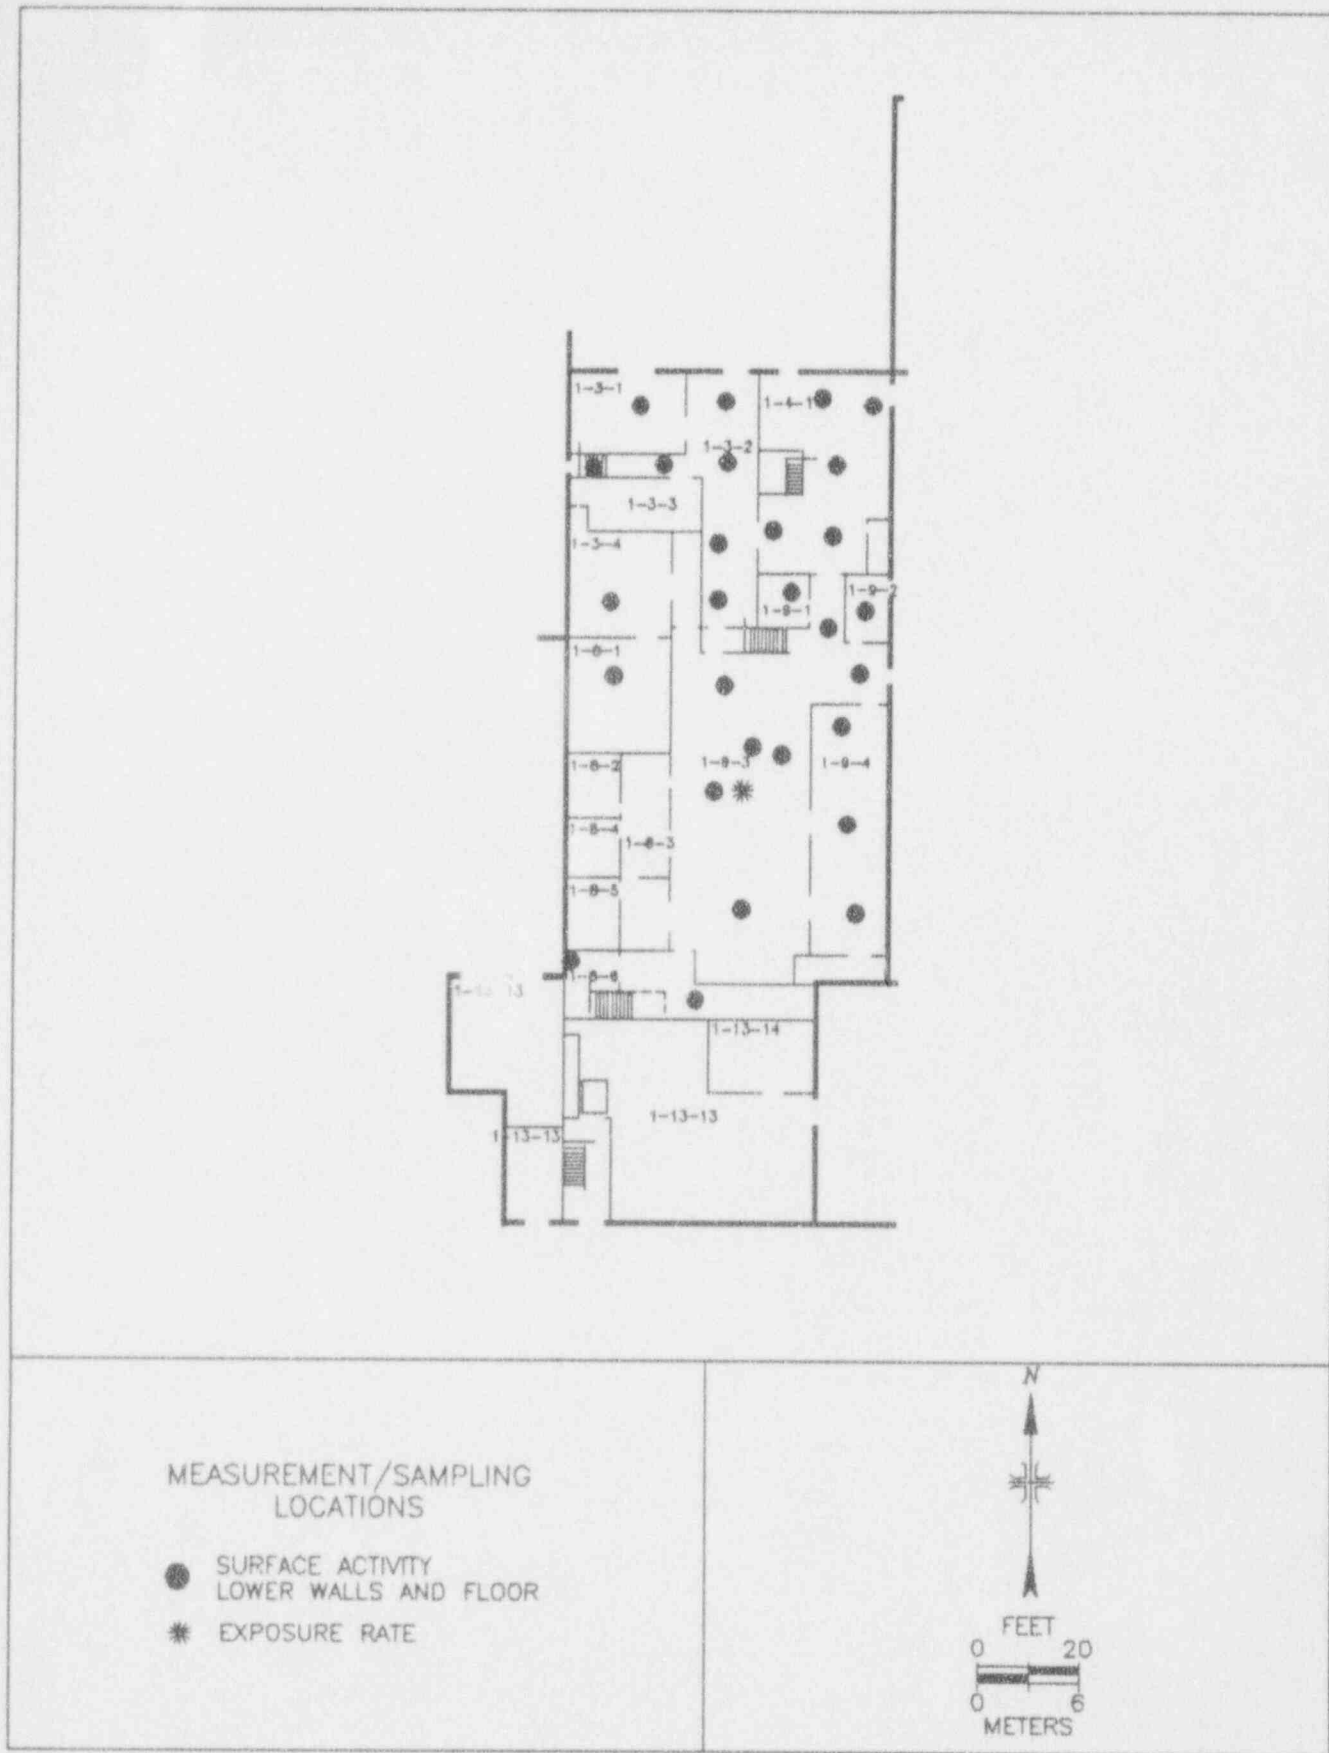 1-3-1
1-4-1
1-3-2
1-3-3
1-3-4
1-9-2
1-9-1
1-8-1
1-8-2
1-9-3
1-9-4
1-8-4
1-8-3
1-8-5
1-8-6
1-13-14
1-13-13
1-13-13
MEASUREMENT/SAMPLING
LOCATIONS
SURFACE ACTIVITY
LOWER WALLS AND FLOOR
EXPOSURE RATE
N
FEET
0 20
0 6
METERS